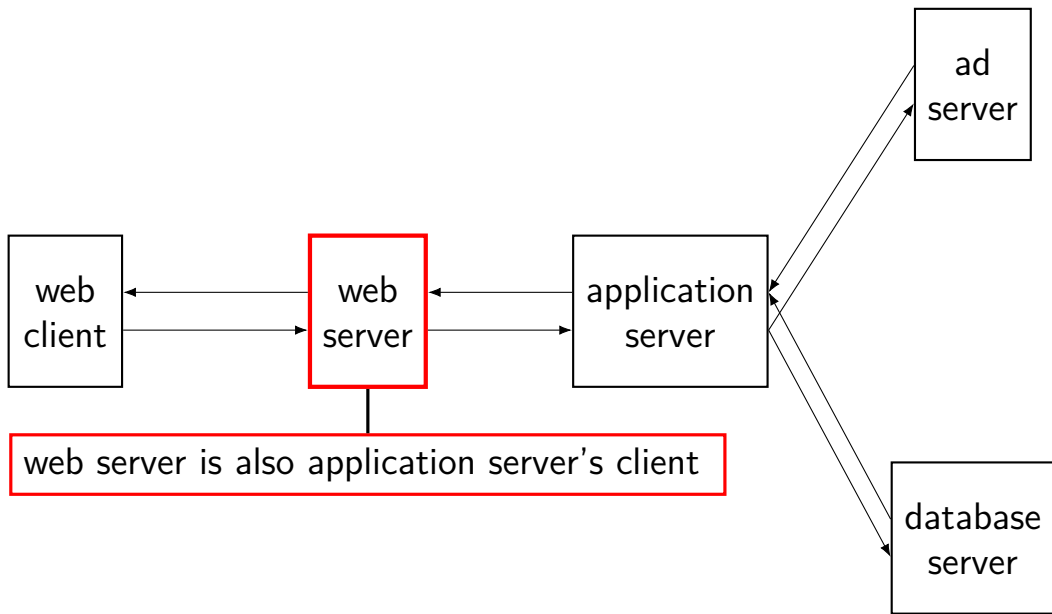 ad
server
web
client
web
server
application
server
web server is also application server's client
database
server